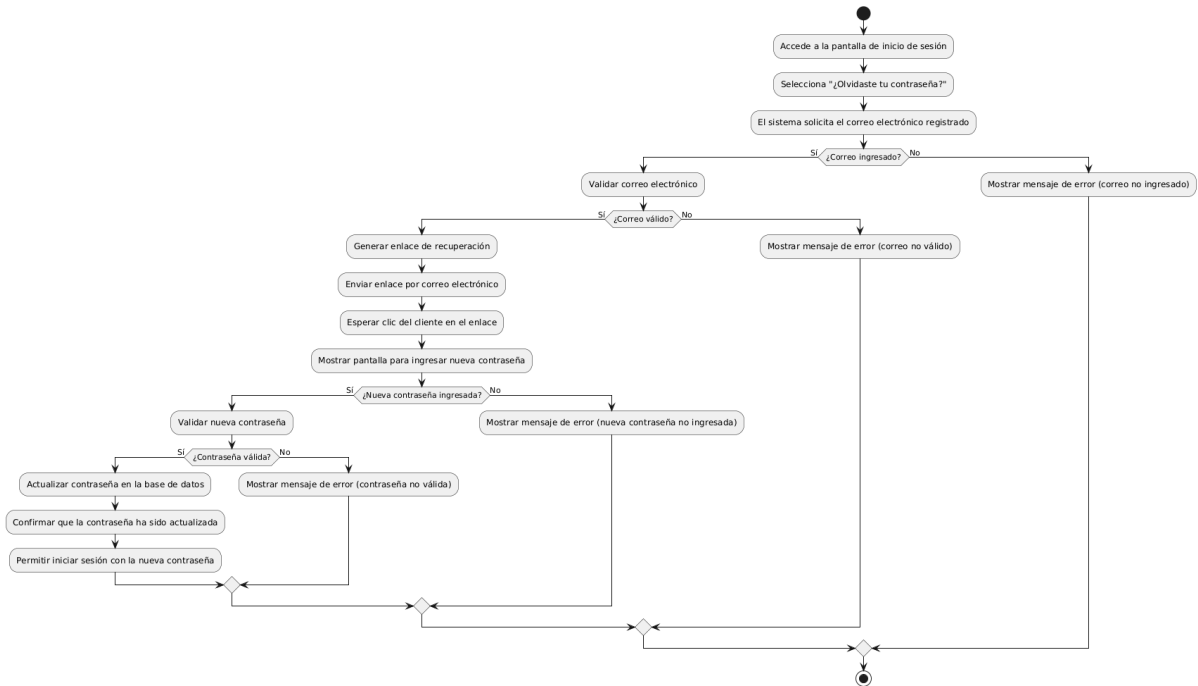 Accede a la pantalla de inicio de sesión
Selecciona "¿Olvidaste tu contraseña?"
El sistema solicita el correo electrónico registrado
Sí
¿Correo ingresado?
No
Validar correo electrónico
Mostrar mensaje de error (correo no ingresado)
Sí
¿Correo válido?
No
Generar enlace de recuperación
Mostrar mensaje de error (correo no válido)
Enviar enlace por correo electrónico
Esperar clic del cliente en el enlace
Mostrar pantalla para ingresar nueva contraseña
Sí
¿Nueva contraseña ingresada?
No
Validar nueva contraseña
Mostrar mensaje de error (nueva contraseña no ingresada)
Sí
¿Contraseña válida?
No
Actualizar contraseña en la base de datos
Mostrar mensaje de error (contraseña no válida)
Confirmar que la contraseña ha sido actualizada
Permitir iniciar sesión con la nueva contraseña